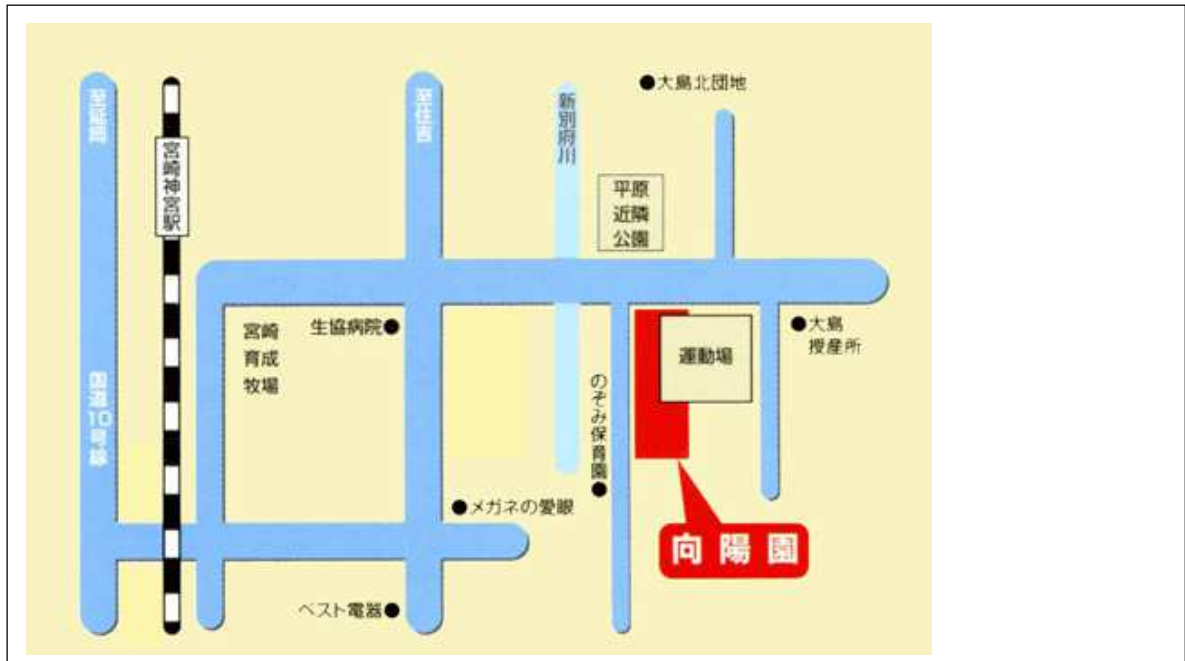 至延岡
国道10号線
宮崎神宮駅
至住吉
新別府川
大島北団地
平原
近隣
公園
宮崎
育成
牧場
生協病院
のぞみ保育園
運動場
大島
授産所
メガネの愛眼
向陽園
ベスト電器